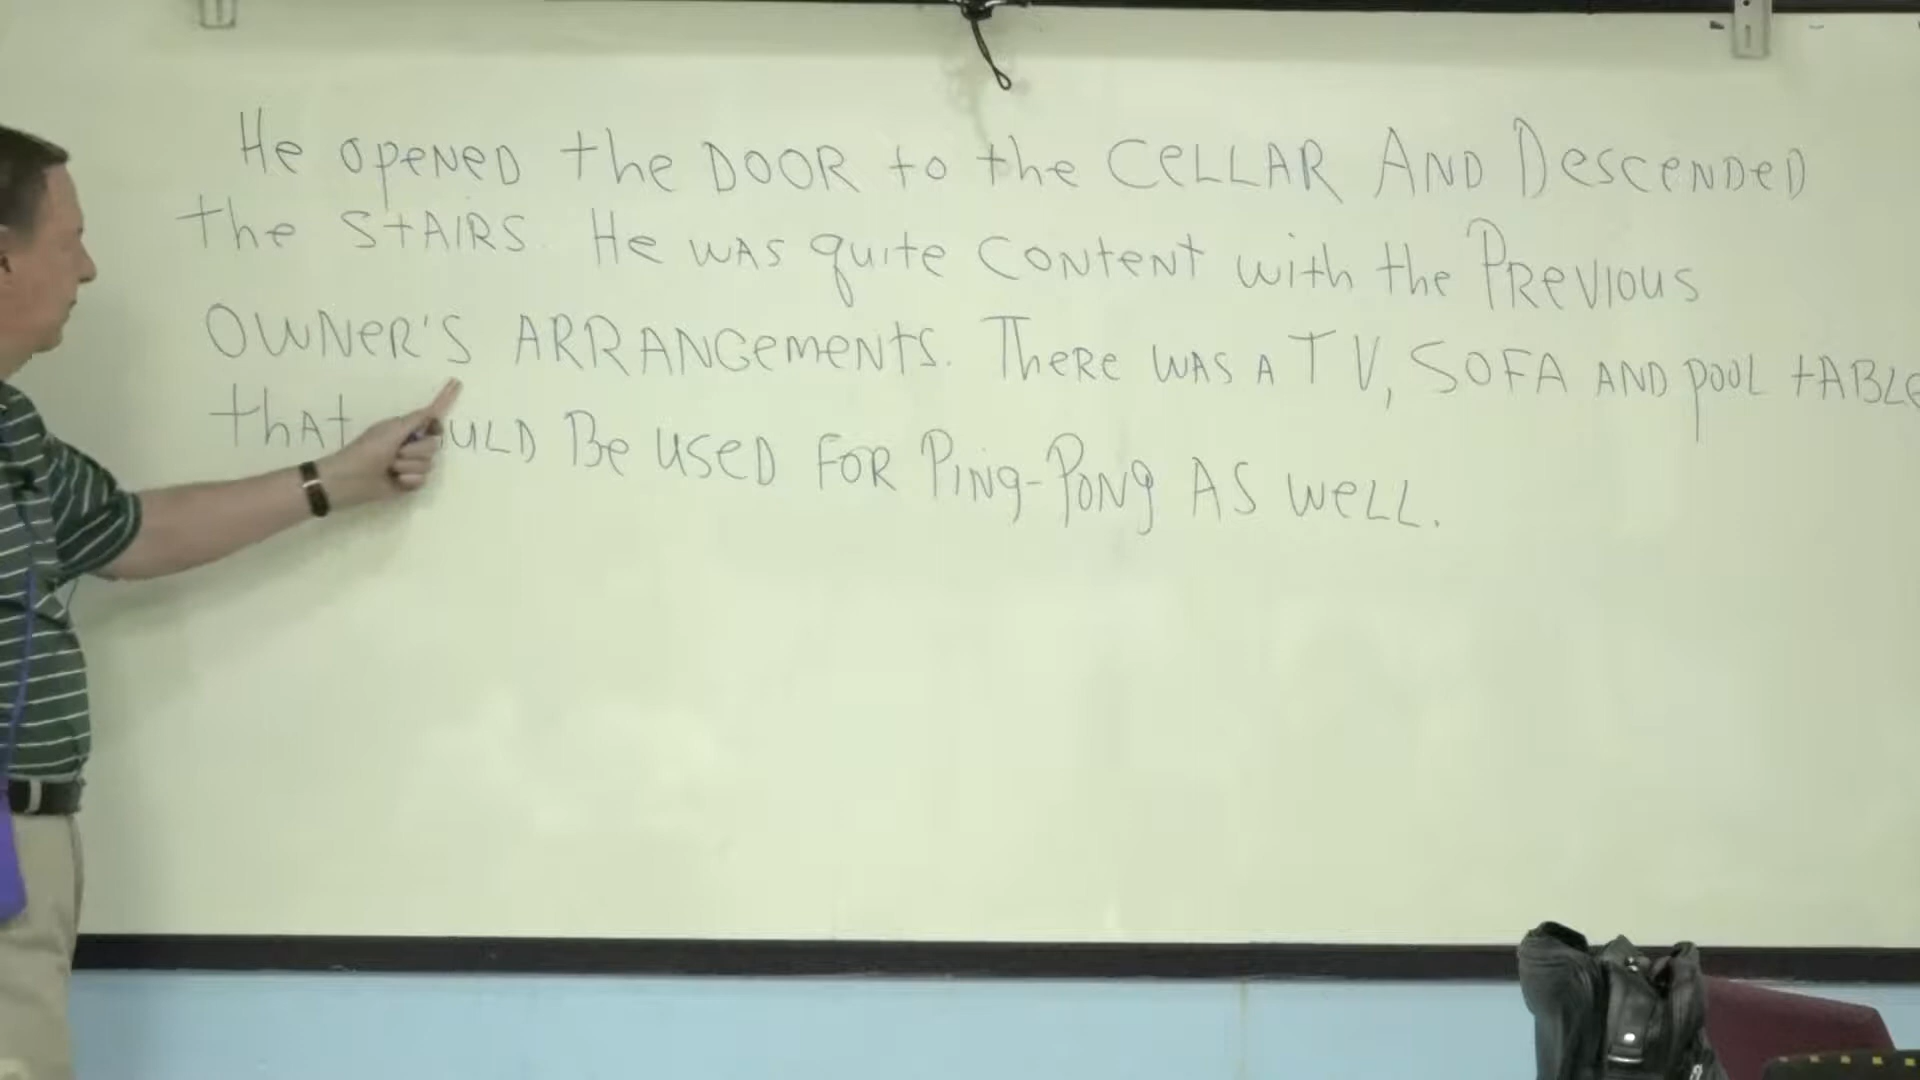 He opened the DOOR to the CELLAR AND Descended
the STAIRS. He was quite content with the Previous
OWNER'S ARRANGEMENTS. There was a TV, SOFA AND pool tABLe
that be used for Ping-Pong AS well.